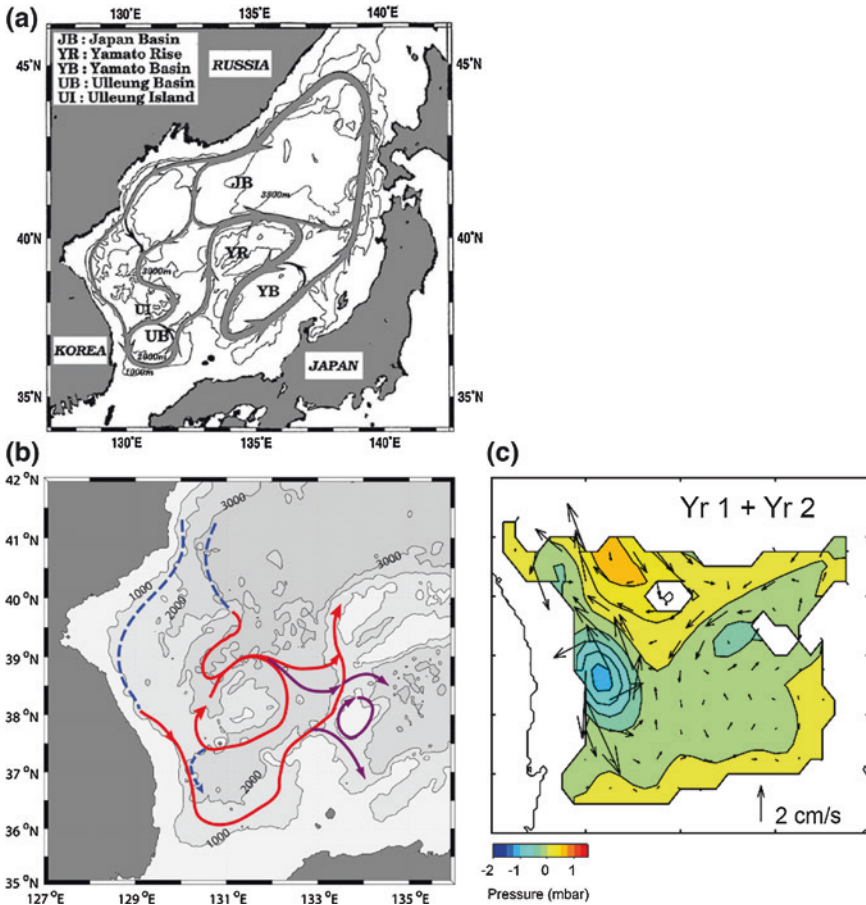 (a)
130°E 135°E 140°E
JB : Japan Basin
YR : Yamato Rise
YB : Yamato Basin
UB : Ulleung Basin
UI : Ulleung Island
RUSSIA
45°N
45°N
JB
3500m
40°N
40°N
YR
3000m
YB
UI
UB
2000m
1000m
KOREA
JAPAN
35°N
35°N
130°E 135°E 140°E
(b)
42°N
41°N
40°N
39°N
38°N
37°N
36°N
35°N
3000
1000
2000
3000
2000
1000
127°E 129°E 131°E 133°E 135°E
(c)
Yr 1 + Yr 2
2 cm/s
-2 -1 0 1
Pressure (mbar)